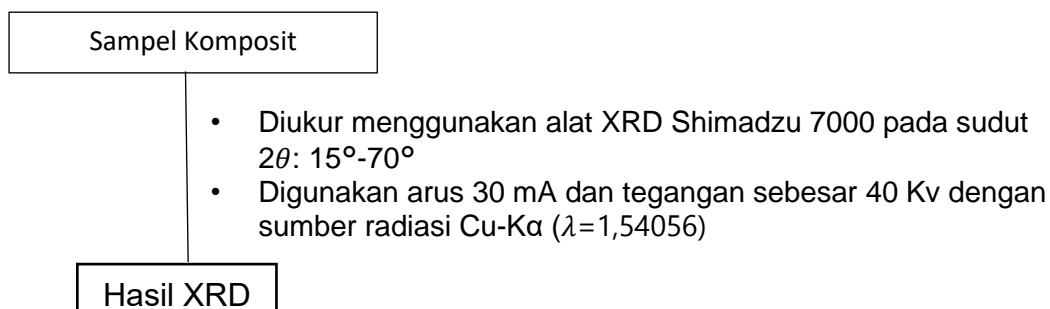 Sampel Komposit
• Diukur menggunakan alat XRD Shimadzu 7000 pada sudut
2𝜃: 15°-70°
• Digunakan arus 30 mA dan tegangan sebesar 40 Kv dengan
sumber radiasi Cu-Kα (𝜆=1,54056)
Hasil XRD